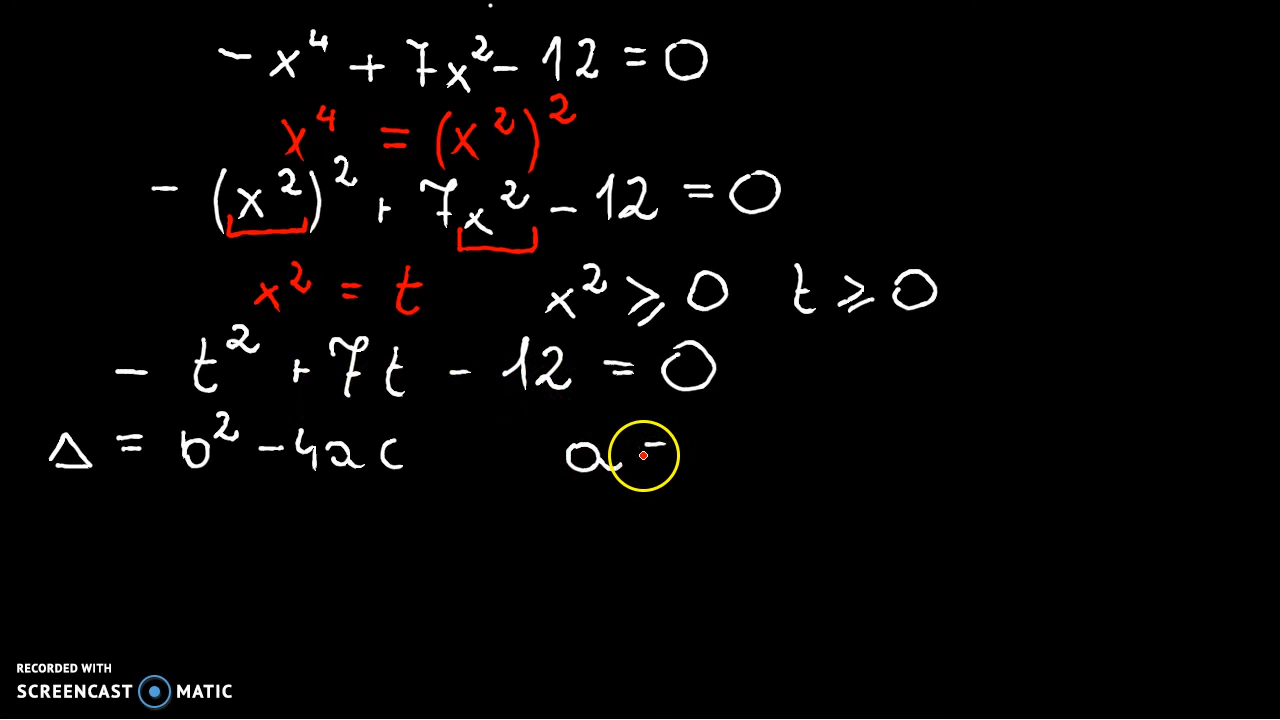 - x⁴ + 7x² - 12 = 0
x⁴ = (x²)²
- (x²)² + 7x² - 12 = 0
x² = t x² ⩾ 0 t ⩾ 0
- t² + 7t - 12 = 0
Δ = b² - 4ac a -
RECORDED WITH
SCREENCAST MATIC